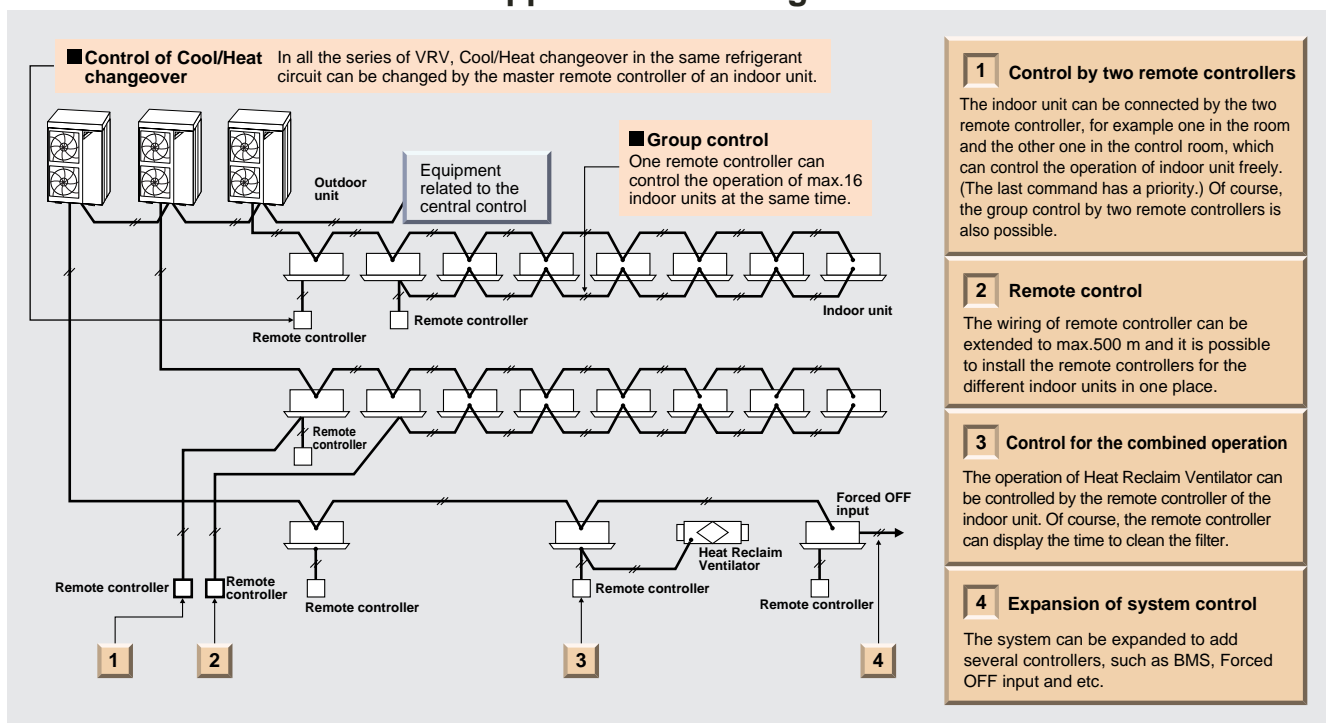 ■ Control of Cool/Heat changeover
In all the series of VRV, Cool/Heat changeover in the same refrigerant
circuit can be changed by the master remote controller of an indoor unit.
Outdoor
unit
Equipment
related to the
central control
■ Group control
One remote controller can
control the operation of max.16
indoor units at the same time.
Indoor unit
Remote controller
Remote controller
Remote
controller
Forced OFF
input
Heat Reclaim
Ventilator
Remote controller
Remote
controller
Remote controller
Remote controller
Remote controller
1
2
3
4
1 Control by two remote controllers
The indoor unit can be connected by the two
remote controller, for example one in the room
and the other one in the control room, which
can control the operation of indoor unit freely.
(The last command has a priority.) Of course,
the group control by two remote controllers is
also possible.
2 Remote control
The wiring of remote controller can be
extended to max.500 m and it is possible
to install the remote controllers for the
different indoor units in one place.
3 Control for the combined operation
The operation of Heat Reclaim Ventilator can
be controlled by the remote controller of the
indoor unit. Of course, the remote controller
can display the time to clean the filter.
4 Expansion of system control
The system can be expanded to add
several controllers, such as BMS, Forced
OFF input and etc.